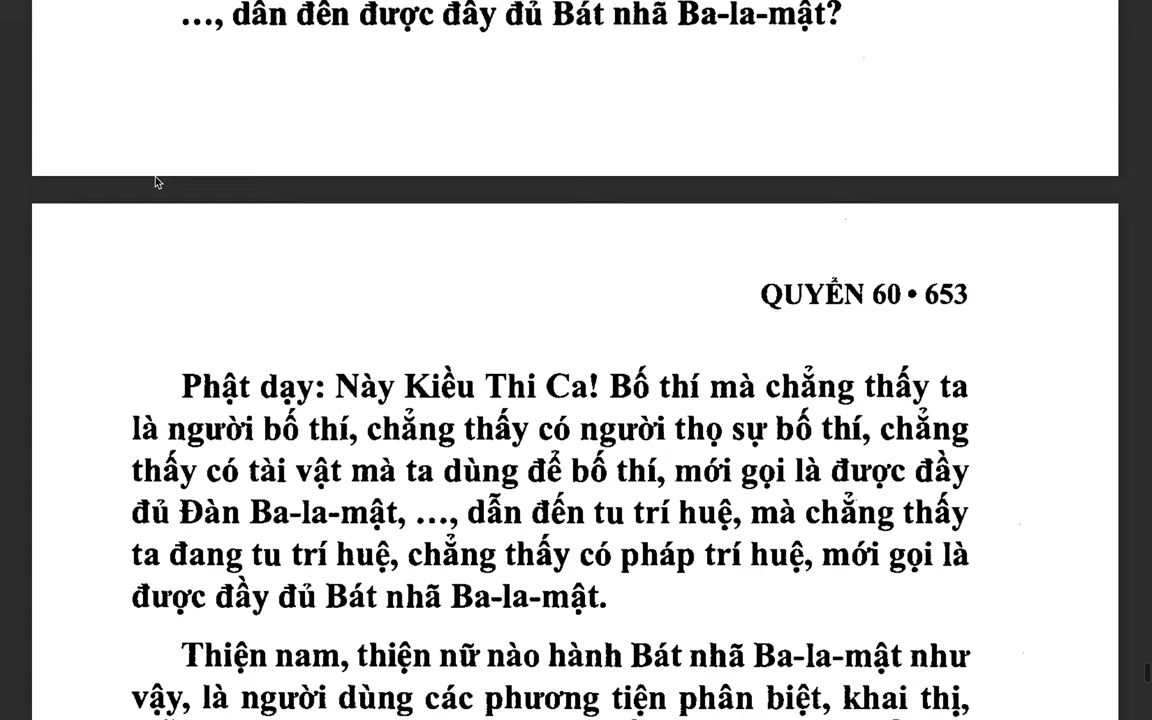 ..., dẫn đến được đầy đủ Bát nhã Ba-la-mật?
QUYỂN 60 • 653
Phật dạy: Này Kiều Thi Ca! Bố thí mà chẳng thấy ta
là người bố thí, chẳng thấy có người thọ sự bố thí, chẳng
thấy có tài vật mà ta dùng để bố thí, mới gọi là được đầy
đủ Đàn Ba-la-mật, ..., dẫn đến tu trí huệ, mà chẳng thấy
ta đang tu trí huệ, chẳng thấy có pháp trí huệ, mới gọi là
được đầy đủ Bát nhã Ba-la-mật.
Thiện nam, thiện nữ nào hành Bát nhã Ba-la-mật như
vậy, là người dùng các phương tiện phân biệt, khai thị,